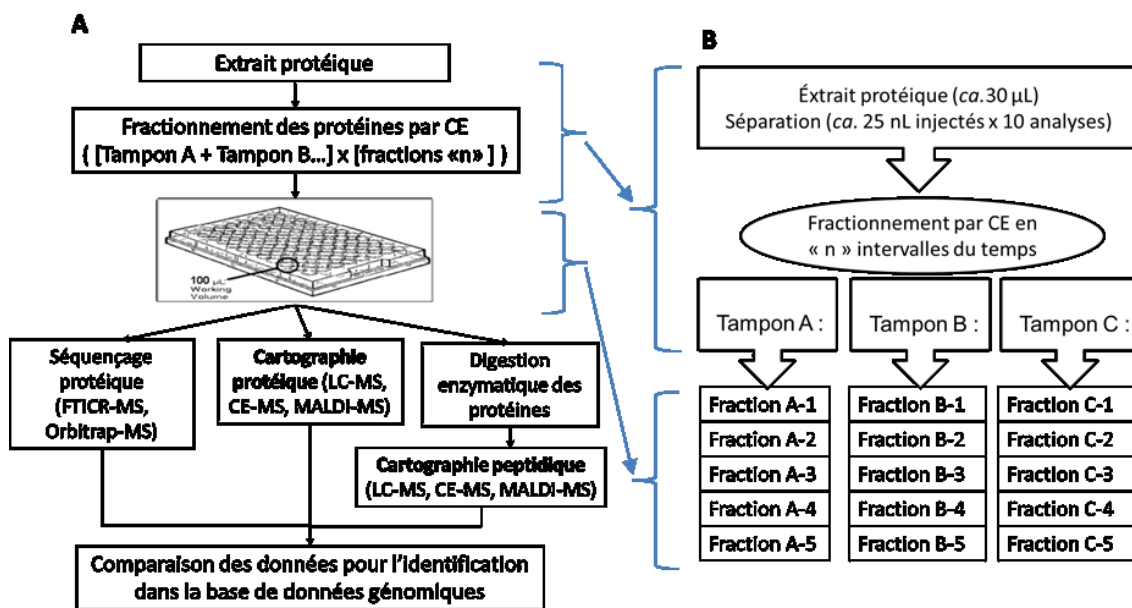 A
Extrait protéique
Fractionnement des protéines par CE
( [Tampon A + Tampon B...] x [fractions «n» ] )
100 µL
Working
Volume
Séquençage
protéique
(FTICR-MS,
Orbitrap-MS)
Cartographie
protéique (LC-MS,
CE-MS, MALDI-MS)
Digestion
enzymatique des
protéines
Cartographie peptidique
(LC-MS, CE-MS, MALDI-MS)
Comparaison des données pour l'identification
dans la base de données génomiques
B
Éxtrait protéique (ca. 30 µL)
Séparation (ca. 25 nL injectés x 10 analyses)
Fractionnement par CE en
« n » intervalles du temps
Tampon A :
Tampon B :
Tampon C :
Fraction A-1
Fraction A-2
Fraction A-3
Fraction A-4
Fraction A-5
Fraction B-1
Fraction B-2
Fraction B-3
Fraction B-4
Fraction B-5
Fraction C-1
Fraction C-2
Fraction C-3
Fraction C-4
Fraction C-5